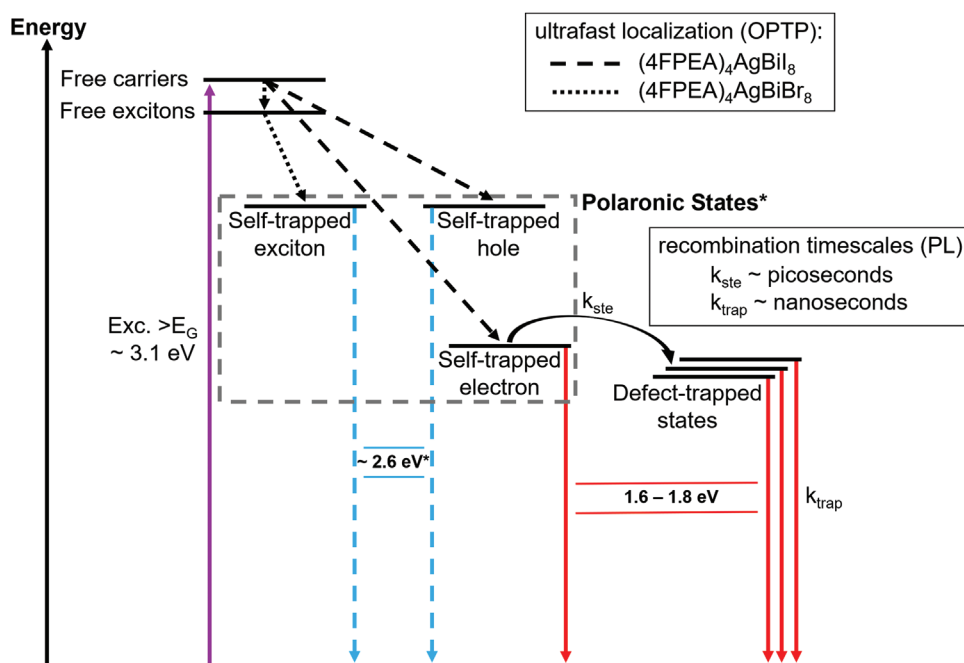 Energy
ultrafast localization (OPTP):
(4FPEA)₄AgBiI₈
(4FPEA)₄AgBiBr₈
Free carriers
Free excitons
Polaronic States*
Self-trapped
exciton
Self-trapped
hole
recombination timescales (PL)
kste ~ picoseconds
ktrap ~ nanoseconds
kste
Exc. >EG
~ 3.1 eV
Self-trapped
electron
Defect-trapped
states
~ 2.6 eV*
1.6 – 1.8 eV
ktrap